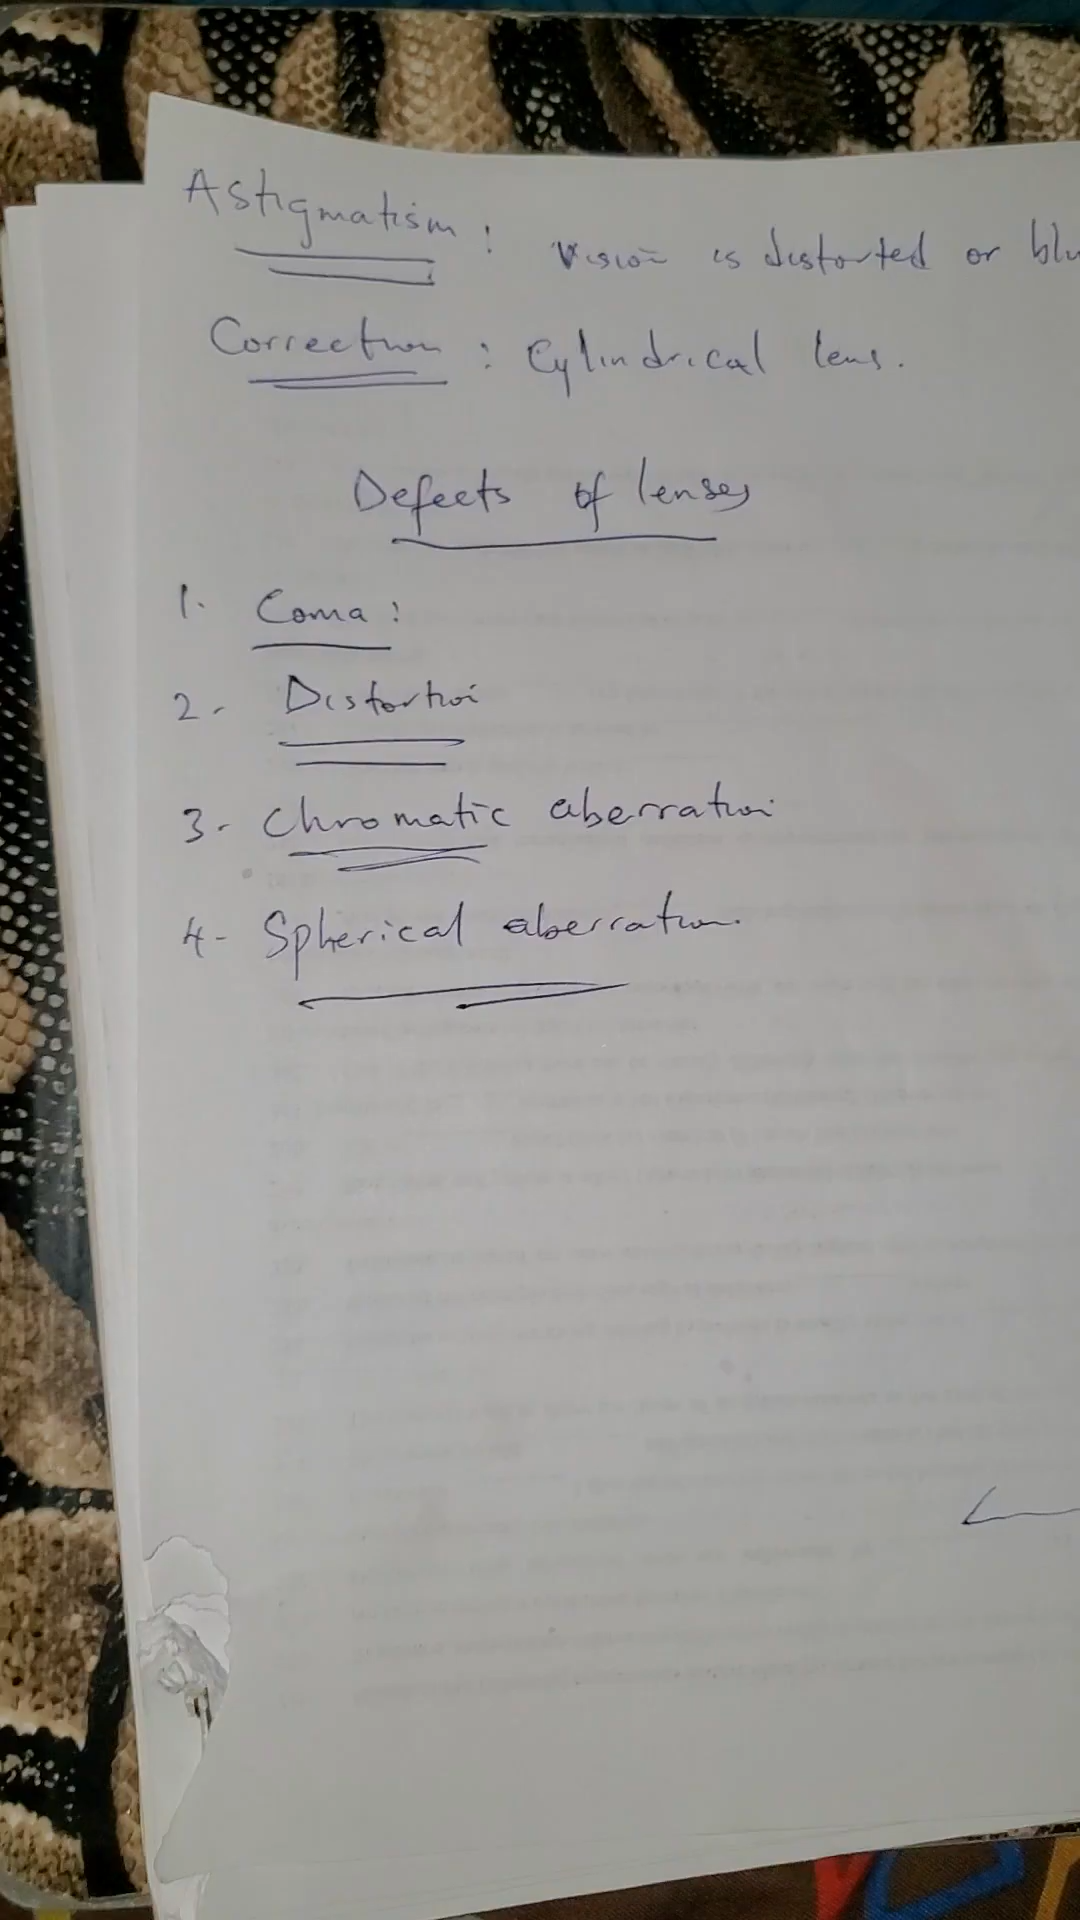 Astigmatism : Vision is distorted or blu
Correction : Cylindrical lens.
Defects of lenses
1. Coma :
2. Distortion
3. Chromatic aberration
4. Spherical aberration.